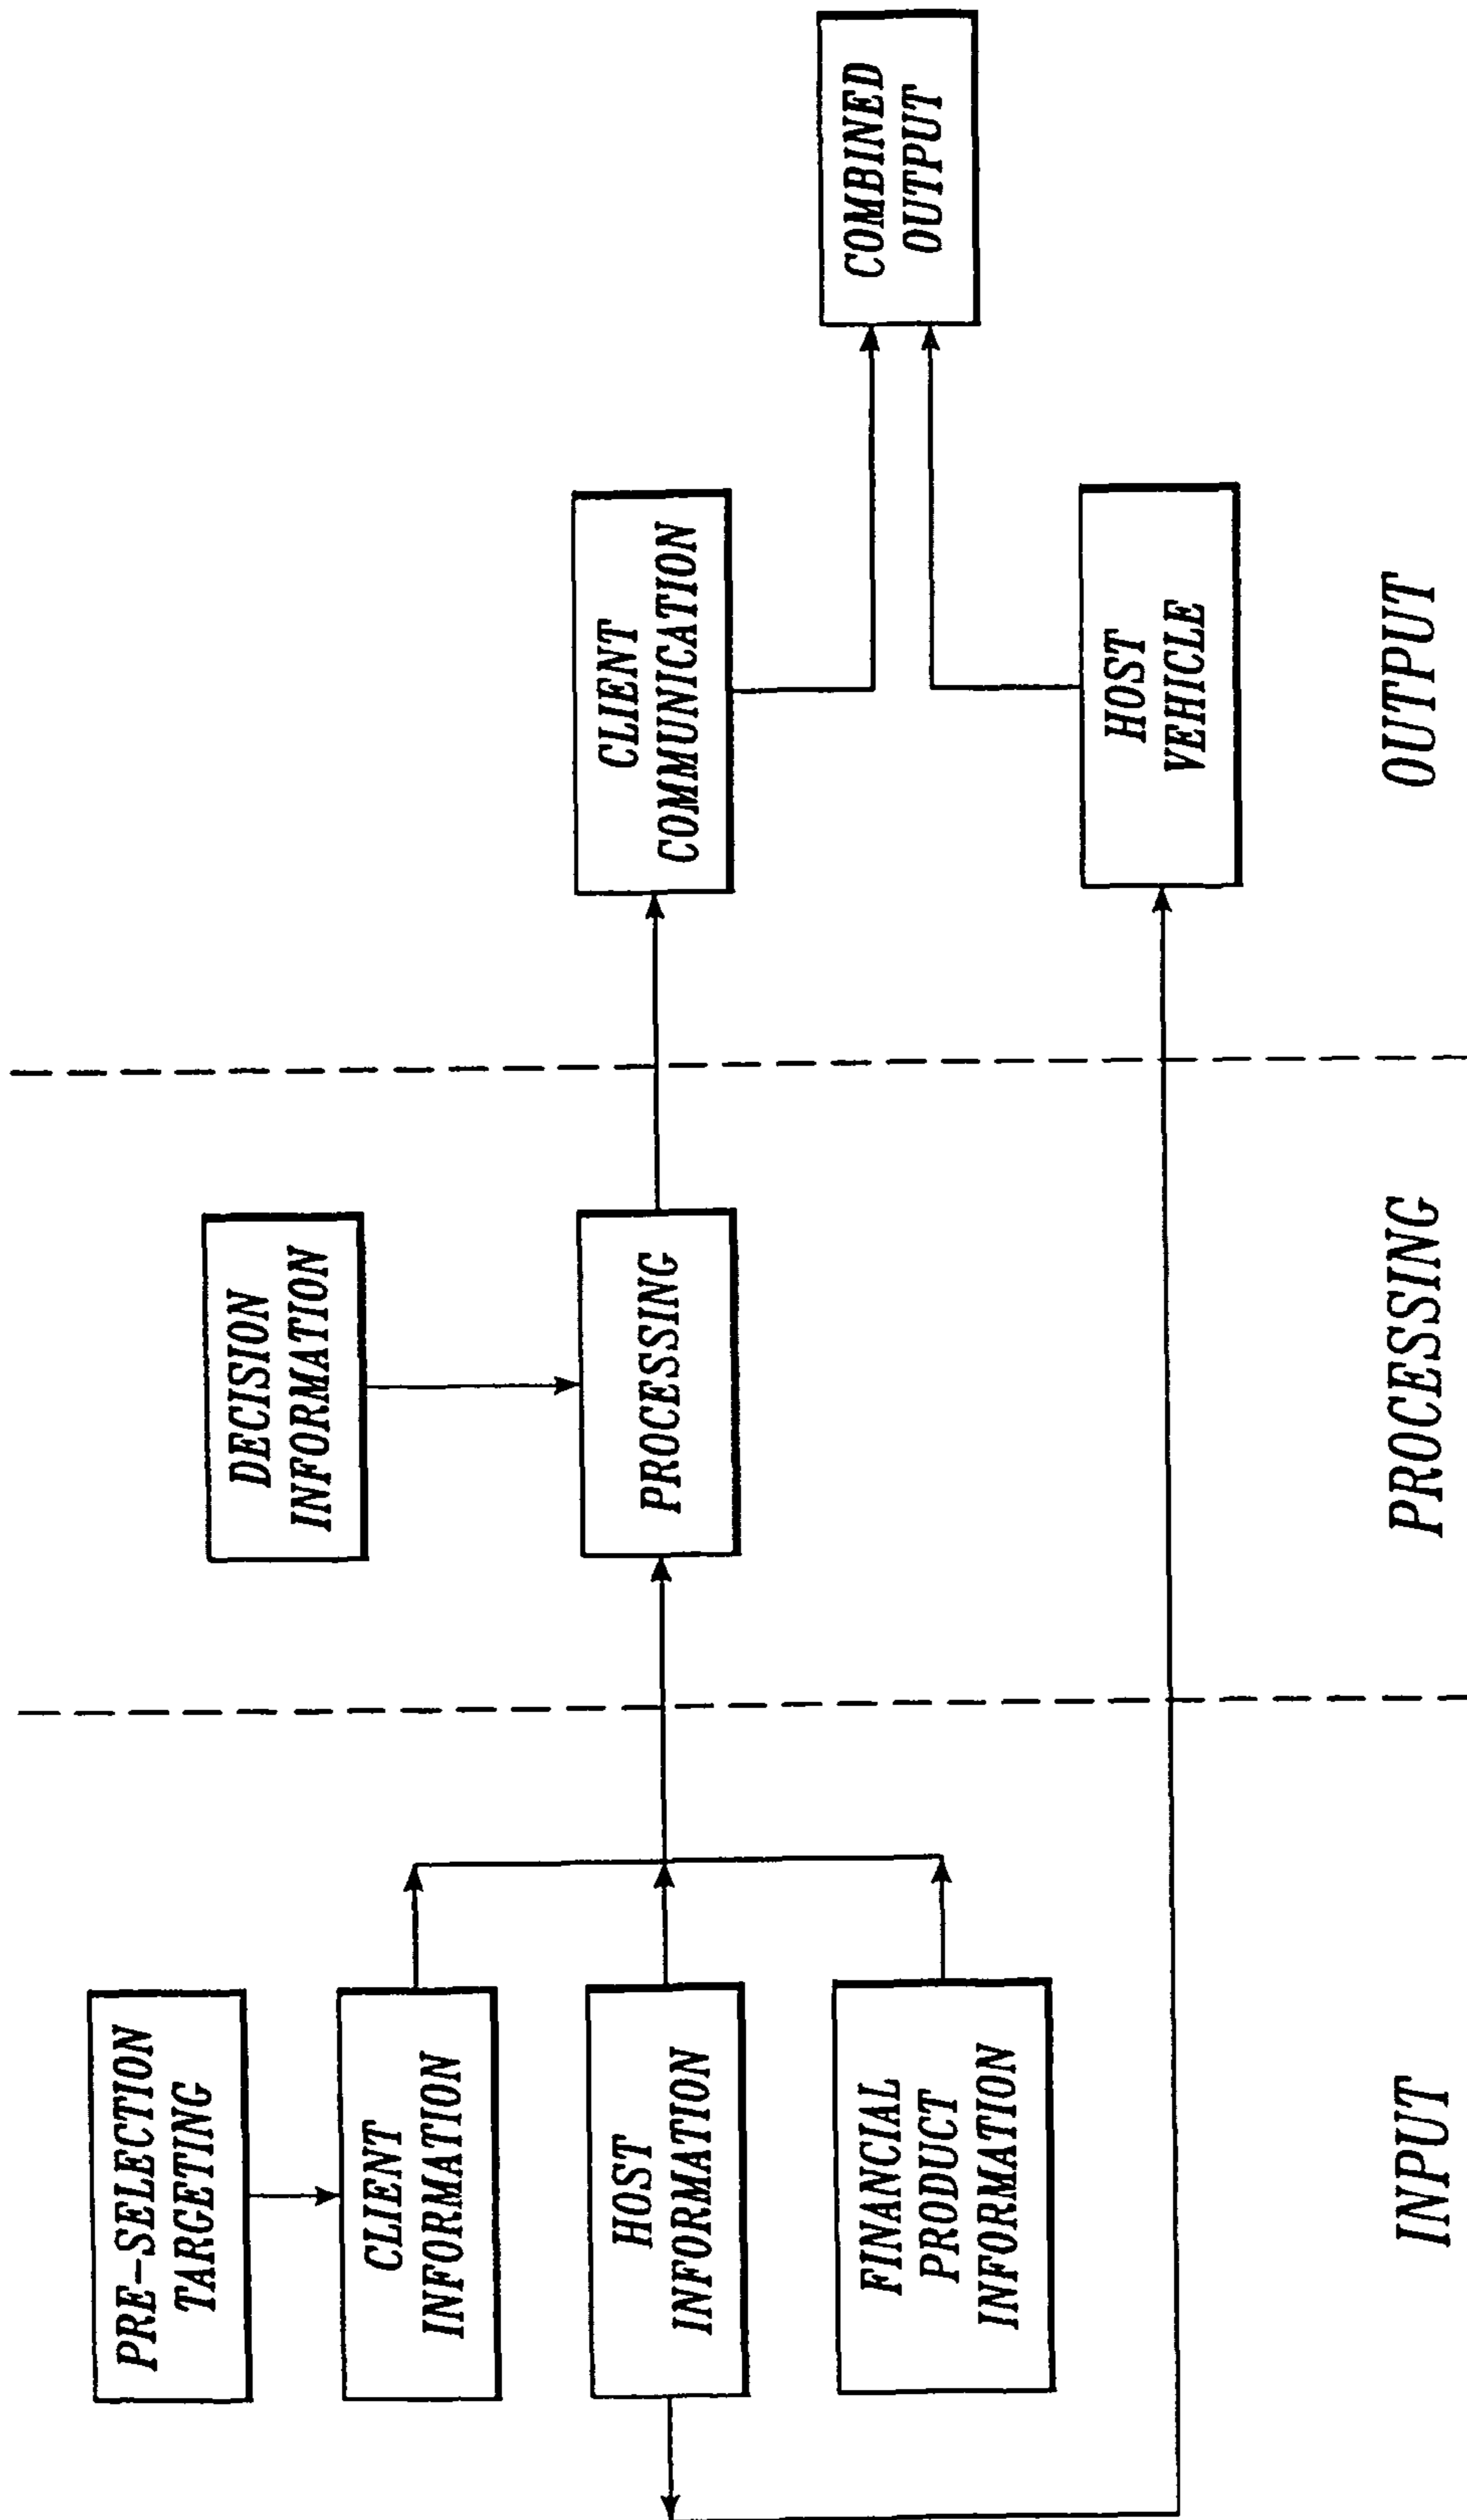 PRE-SELECTION
TARGETING
CLIENT
INFORMATION
HOST
INFORMATION
FINANCIAL
PRODUCT
INFORMATION
INPUT
DECISION
INFORMATION
PROCESSING
PROCESSING
CLIENT
COMMUNICATION
HOST
VEHICLE
OUTPUT
COMBINED
OUTPUT